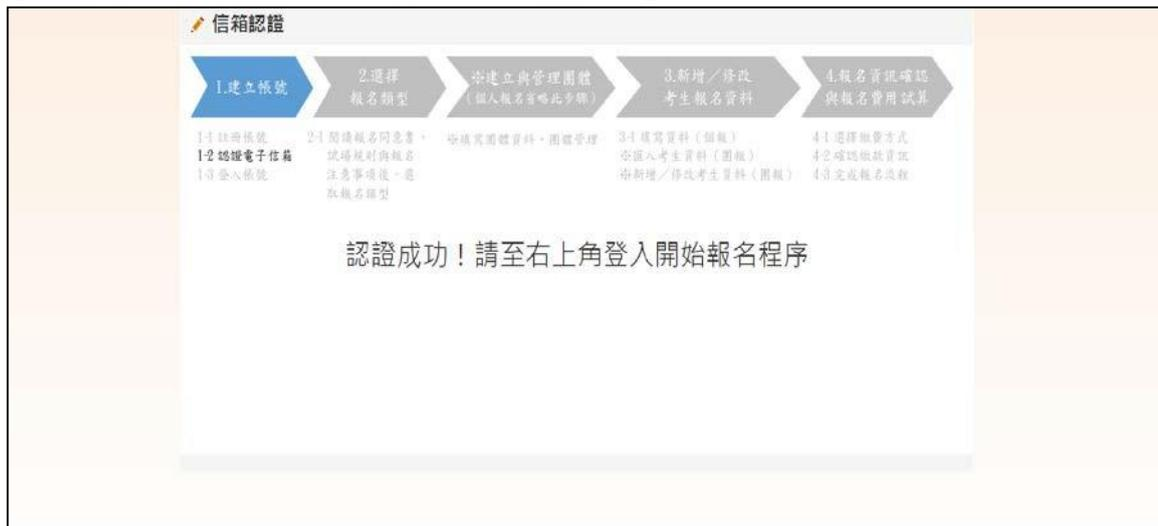 信箱認證
1.建立帳號
2.選擇
報名類型
※建立與管理團體
(個人報名省略此步驟)
3.新增／修改
考生報名資料
4.報名資訊確認
與報名費用試算
1-1 註冊帳號
1-2 認證電子信箱
1-3 登入帳號
2-1 閱讀報名同意書、
試場規則與報名
注意事項後，選
取報名類型
※填寫團體資料、團體管理
3-1 填寫資料（個報）
※匯入考生資料（團報）
※新增／修改考生資料（團報）
4-1 選擇繳費方式
4-2 確認繳款資訊
4-3 完成報名流程
認證成功！請至右上角登入開始報名程序